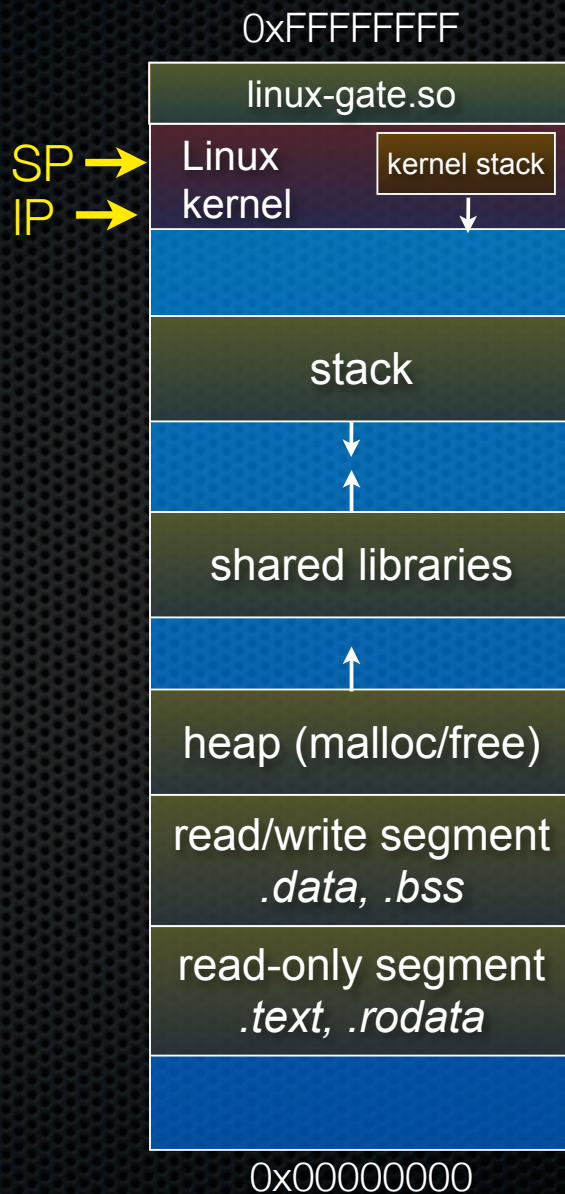 0xFFFFFFFF
linux-gate.so
SP
Linux
kernel
kernel stack
IP
stack
shared libraries
heap (malloc/free)
read/write segment
.data, .bss
read-only segment
.text, .rodata
0x00000000